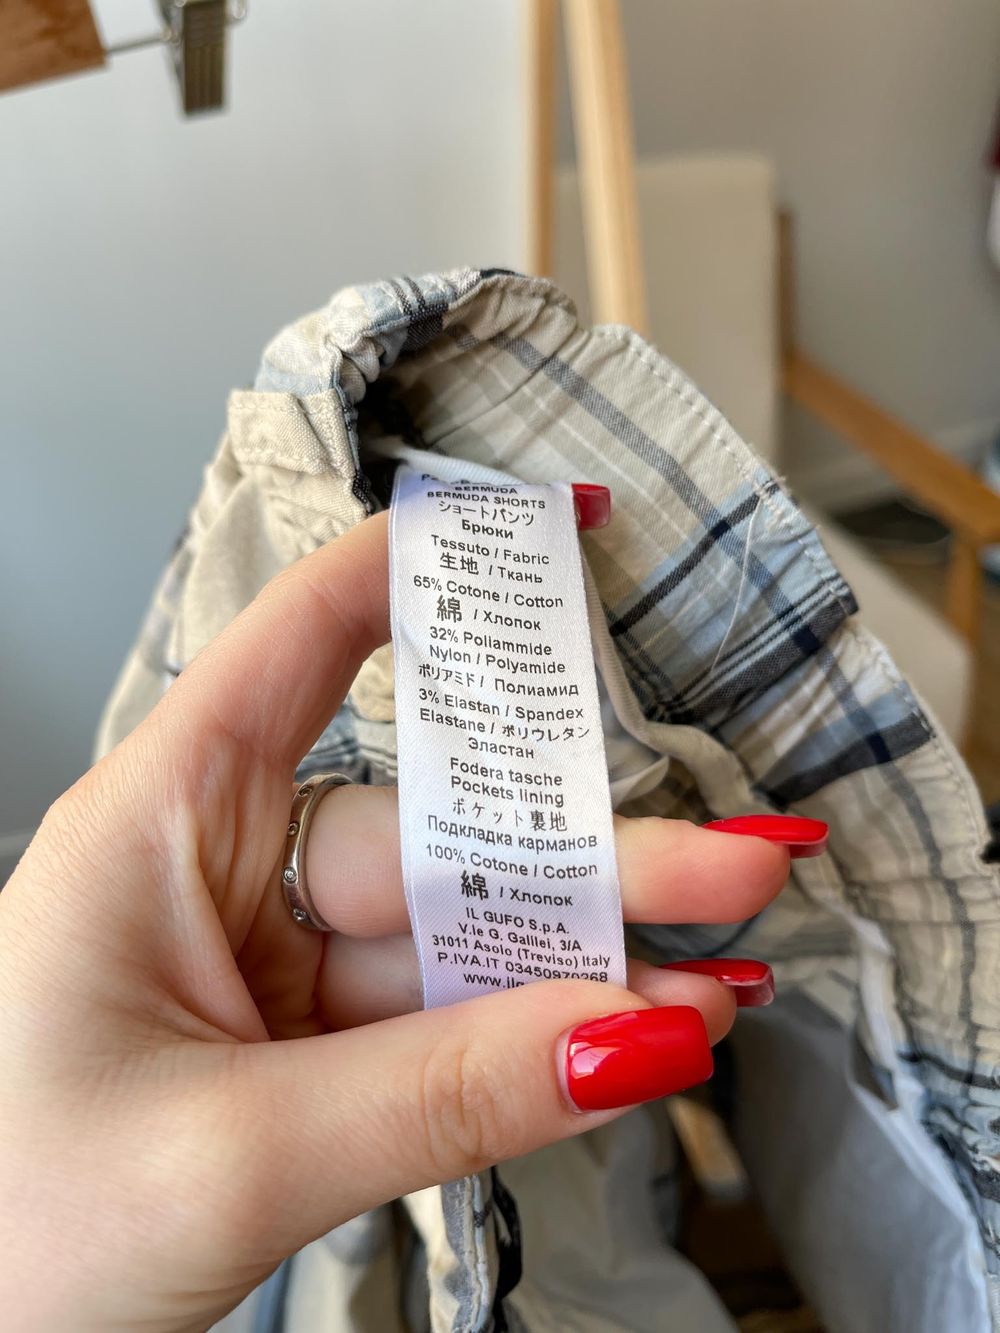 BERMUDA
BERMUDA SHORTS
ショートパンツ
Брюки
Tessuto / Fabric
生地 / Ткань
65% Cotone / Cotton
綿 / Хлопок
32% Poliammide
Nylon / Polyamide
ポリアミド / Полиамид
3% Elastan / Spandex
Elastane / ポリウレタン
Эластан
Fodera tasche
Pockets lining
ポケット裏地
Подкладка карманов
100% Cotone / Cotton
綿 / Хлопок
IL GUFO S.p.A.
V.le G. Galilei, 3/A
31011 Asolo (Treviso) Italy
P.IVA.IT 03450970268